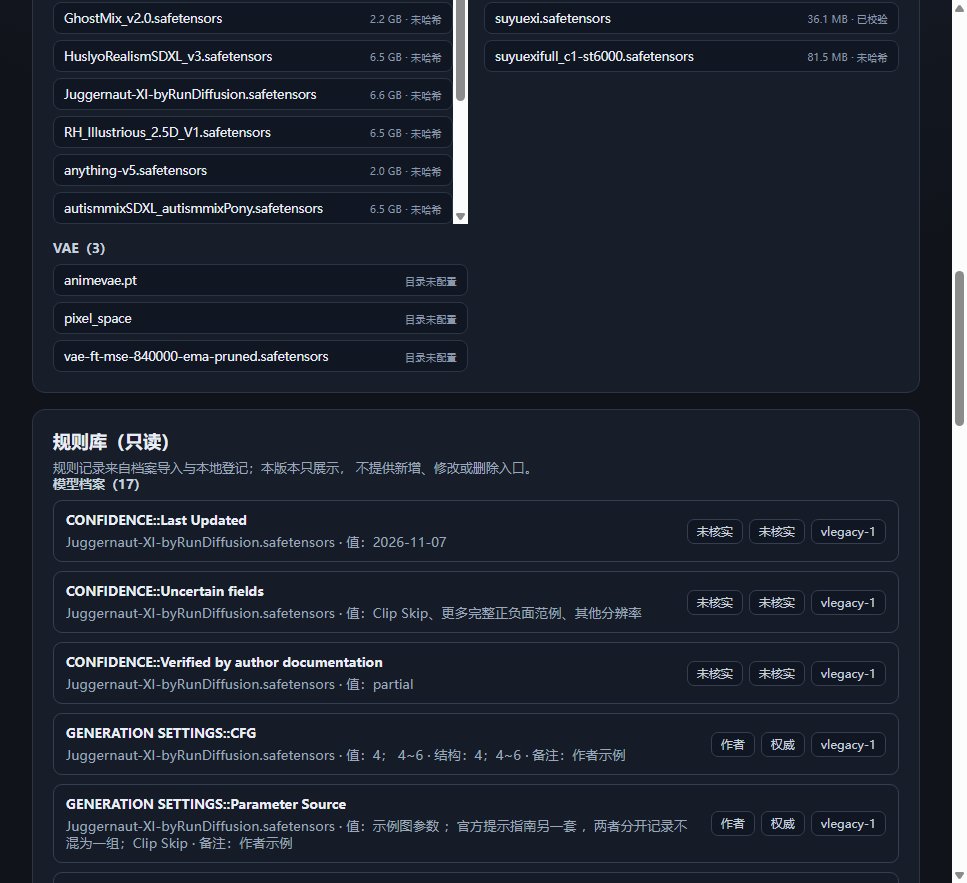 GhostMix_v2.0.safetensors 2.2 GB · 未哈希
HuslyoRealismSDXL_v3.safetensors 6.5 GB · 未哈希
Juggernaut-XI-byRunDiffusion.safetensors 6.6 GB · 未哈希
RH_Illustrious_2.5D_V1.safetensors 6.5 GB · 未哈希
anything-v5.safetensors 2.0 GB · 未哈希
autismmixSDXL_autismmixPony.safetensors 6.5 GB · 未哈希
suyuexi.safetensors 36.1 MB · 已校验
suyuexifull_c1-st6000.safetensors 81.5 MB · 未哈希
VAE（3）
animevae.pt 目录未配置
pixel_space 目录未配置
vae-ft-mse-840000-ema-pruned.safetensors 目录未配置
规则库（只读）
规则记录来自档案导入与本地登记；本版本只展示， 不提供新增、修改或删除入口。
模型档案（17）
CONFIDENCE::Last Updated
Juggernaut-XI-byRunDiffusion.safetensors · 值：2026-11-07
未核实 未核实 vlegacy-1
CONFIDENCE::Uncertain fields
Juggernaut-XI-byRunDiffusion.safetensors · 值：Clip Skip、更多完整正负面范例、其他分辨率
未核实 未核实 vlegacy-1
CONFIDENCE::Verified by author documentation
Juggernaut-XI-byRunDiffusion.safetensors · 值：partial
未核实 未核实 vlegacy-1
GENERATION SETTINGS::CFG
Juggernaut-XI-byRunDiffusion.safetensors · 值：4； 4~6 · 结构：4；4~6 · 备注：作者示例
作者 权威 vlegacy-1
GENERATION SETTINGS::Parameter Source
Juggernaut-XI-byRunDiffusion.safetensors · 值：示例图参数 ；官方提示指南另一套 ，两者分开记录不
混为一组；Clip Skip · 备注：作者示例
作者 权威 vlegacy-1